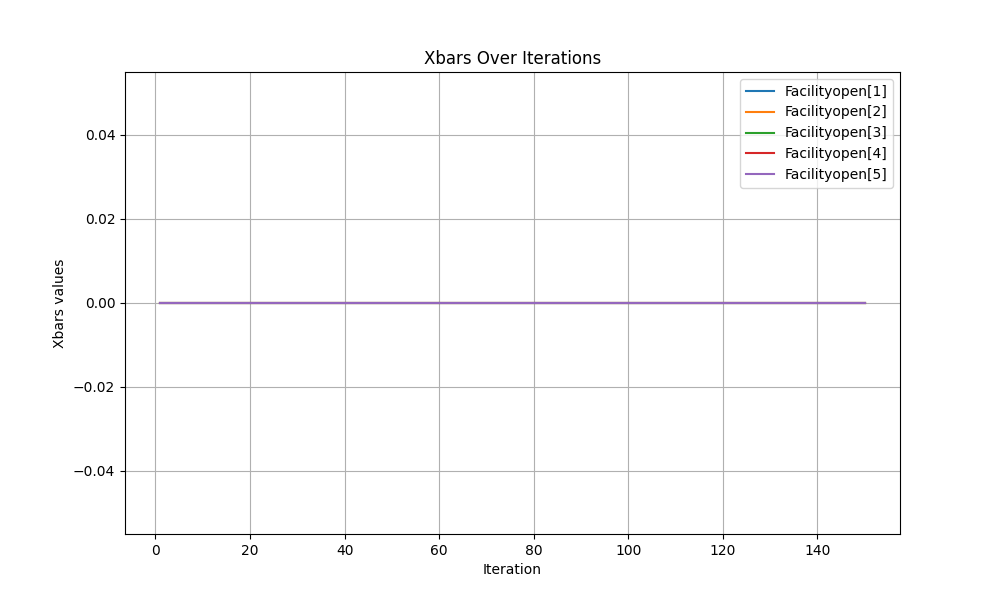 Xbars Over Iterations
Facilityopen[1]
Facilityopen[2]
Facilityopen[3]
Facilityopen[4]
Facilityopen[5]
Xbars values
0.04
0.02
0.00
−0.02
−0.04
0 20 40 60 80 100 120 140
Iteration